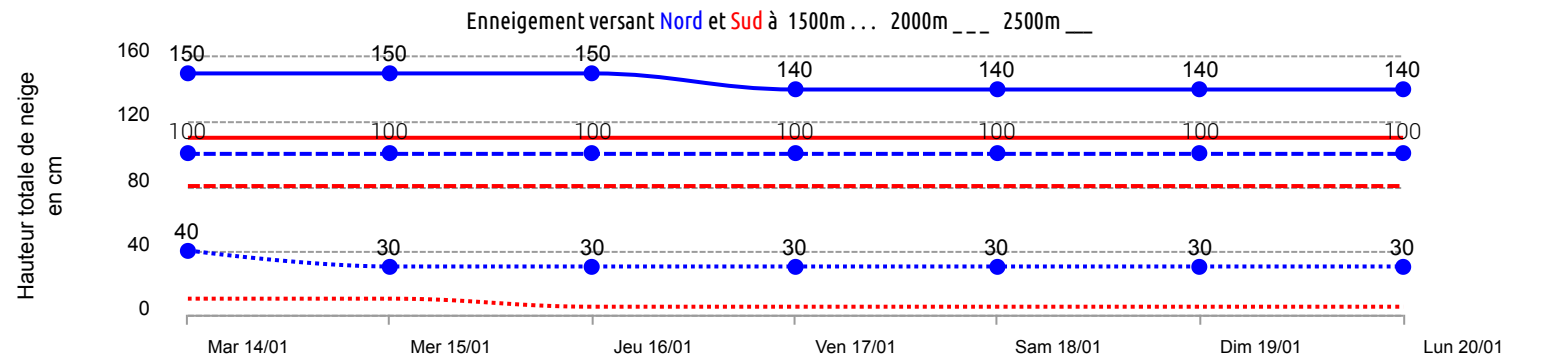 Enneigement versant Nord et Sud à 1500m . . . 2000m _ _ _ 2500m __
Hauteur totale de neige
en cm
160
120
80
40
0
150 150 150 140 140 140 140
100 100 100 100 100 100 100
40 30 30 30 30 30 30
Mar 14/01 Mer 15/01 Jeu 16/01 Ven 17/01 Sam 18/01 Dim 19/01 Lun 20/01